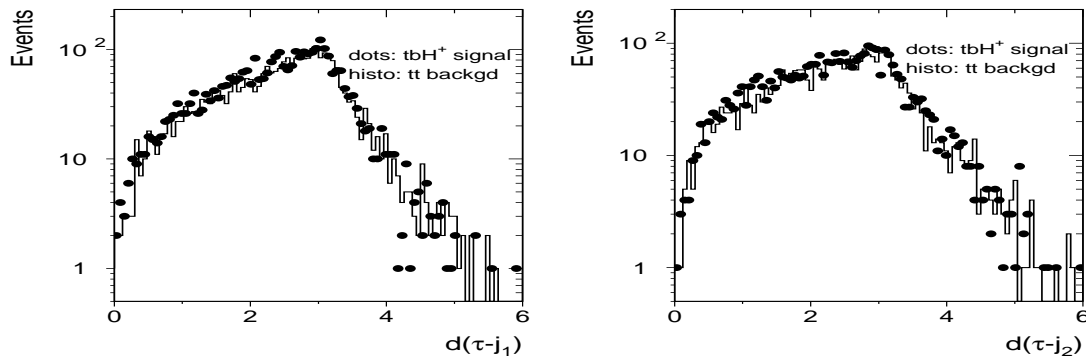 Events
10 2
10
1
dots: tbH+ signal
histo: tt backgd
0 2 4 6
d(τ-j1)
Events
10 2
10
1
dots: tbH+ signal
histo: tt backgd
0 2 4 6
d(τ-j2)